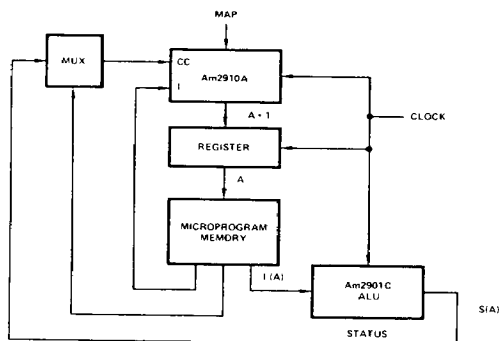 MAP
MUX
CC
Am2910A
I
A + 1
CLOCK
REGISTER
A
MICROPROGRAM
MEMORY
I (A)
Am2901C
ALU
S(A)
STATUS